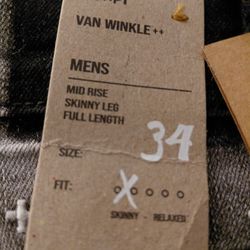 VAN WINKLE ++
MENS
MID RISE
SKINNY LEG
FULL LENGTH
SIZE: 34
FIT: X
SKINNY - RELAXED